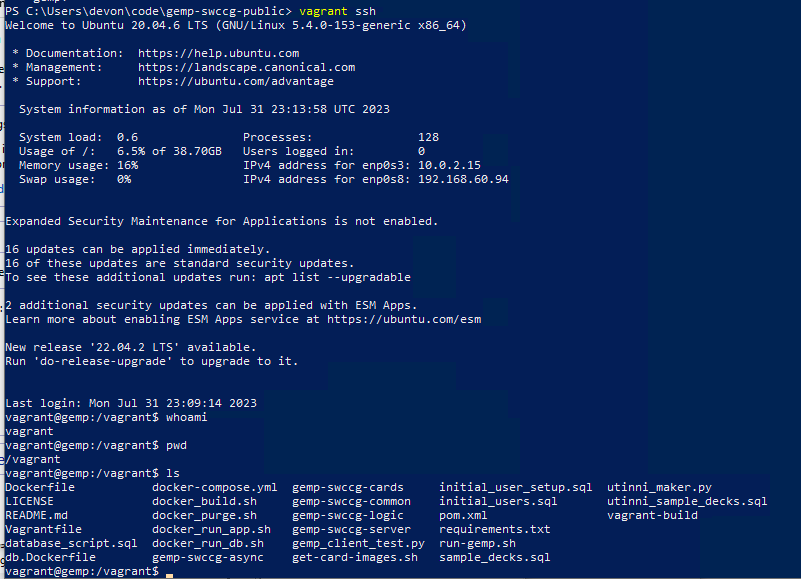 PS C:\Users\devon\code\gemp-swccg-public> vagrant ssh
Welcome to Ubuntu 20.04.6 LTS (GNU/Linux 5.4.0-153-generic x86_64)
 * Documentation:  https://help.ubuntu.com
 * Management:     https://landscape.canonical.com
 * Support:        https://ubuntu.com/advantage
  System information as of Mon Jul 31 23:13:58 UTC 2023
  System load:  0.6               Processes:               128
  Usage of /:   6.5% of 38.70GB   Users logged in:         0
  Memory usage: 16%               IPv4 address for enp0s3: 10.0.2.15
  Swap usage:   0%                IPv4 address for enp0s8: 192.168.60.94
Expanded Security Maintenance for Applications is not enabled.
16 updates can be applied immediately.
16 of these updates are standard security updates.
To see these additional updates run: apt list --upgradable
2 additional security updates can be applied with ESM Apps.
Learn more about enabling ESM Apps service at https://ubuntu.com/esm
New release '22.04.2 LTS' available.
Run 'do-release-upgrade' to upgrade to it.
Last login: Mon Jul 31 23:09:14 2023
vagrant@gemp:/vagrant$ whoami
vagrant
vagrant@gemp:/vagrant$ pwd
/vagrant
vagrant@gemp:/vagrant$ ls
Dockerfile           docker-compose.yml  gemp-swccg-cards     initial_user_setup.sql  utinni_maker.py
LICENSE              docker_build.sh     gemp-swccg-common    initial_users.sql       utinni_sample_decks.sql
README.md            docker_purge.sh     gemp-swccg-logic     pom.xml                 vagrant-build
Vagrantfile          docker_run_app.sh   gemp-swccg-server    requirements.txt
database_script.sql  docker_run_db.sh    gemp_client_test.py  run-gemp.sh
db.Dockerfile        gemp-swccg-async    get-card-images.sh   sample_decks.sql
vagrant@gemp:/vagrant$